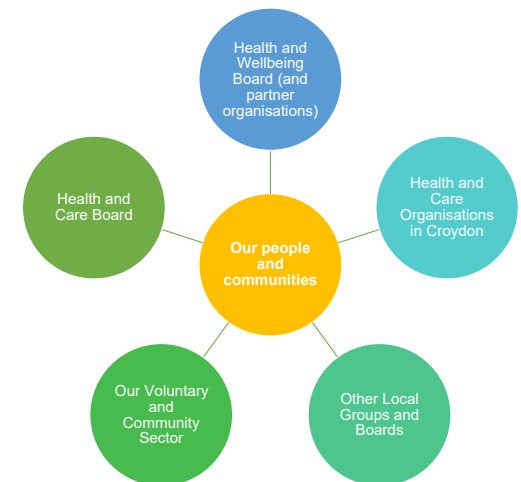 Health and
Wellbeing
Board (and
partner
organisations)
Health and
Care Board
Health and
Care
Organisations
in Croydon
Our people
and
communities
Our Voluntary
and
Community
Sector
Other Local
Groups and
Boards